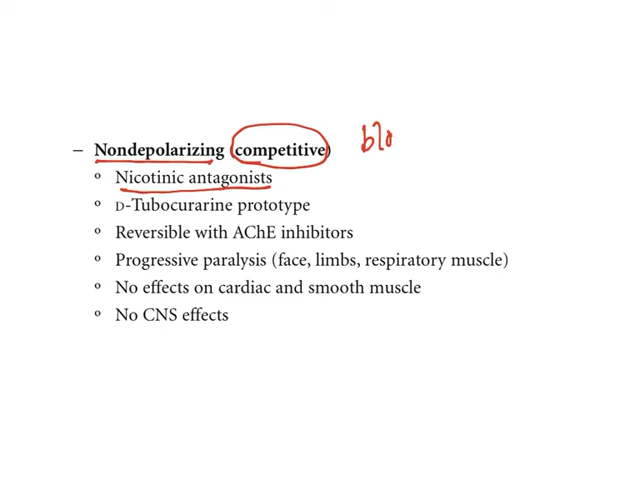 – Nondepolarizing (competitive) blo
o Nicotinic antagonists
o D-Tubocurarine prototype
o Reversible with AChE inhibitors
o Progressive paralysis (face, limbs, respiratory muscle)
o No effects on cardiac and smooth muscle
o No CNS effects